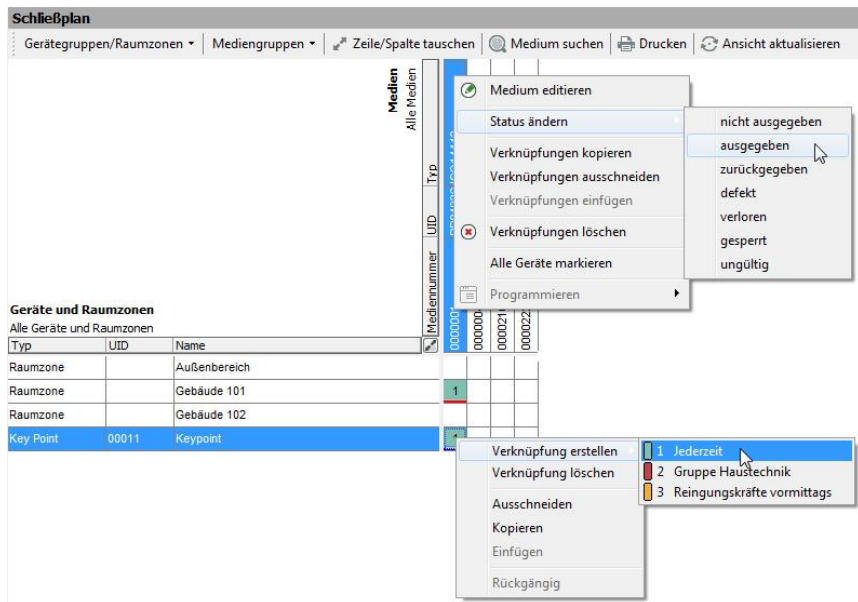 Schließplan
Gerätegruppen/Raumzonen
Mediengruppen
Zeile/Spalte tauschen
Medium suchen
Drucken
Ansicht aktualisieren
Medien
Alle Medien
Typ
UID
Mediennummer
0000001
Medium editieren
Status ändern
Verknüpfungen kopieren
Verknüpfungen ausschneiden
Verknüpfungen einfügen
Verknüpfungen löschen
Alle Geräte markieren
Programmieren
nicht ausgegeben
ausgegeben
zurückgegeben
defekt
verloren
gesperrt
ungültig
Geräte und Raumzonen
Alle Geräte und Raumzonen
Typ UID Name
Raumzone Außenbereich
Raumzone Gebäude 101 1
Raumzone Gebäude 102
Key Point 00011 Keypoint
Verknüpfung erstellen
Verknüpfung löschen
Ausschneiden
Kopieren
Einfügen
Rückgängig
1 Jederzeit
2 Gruppe Haustechnik
3 Reingungskräfte vormittags